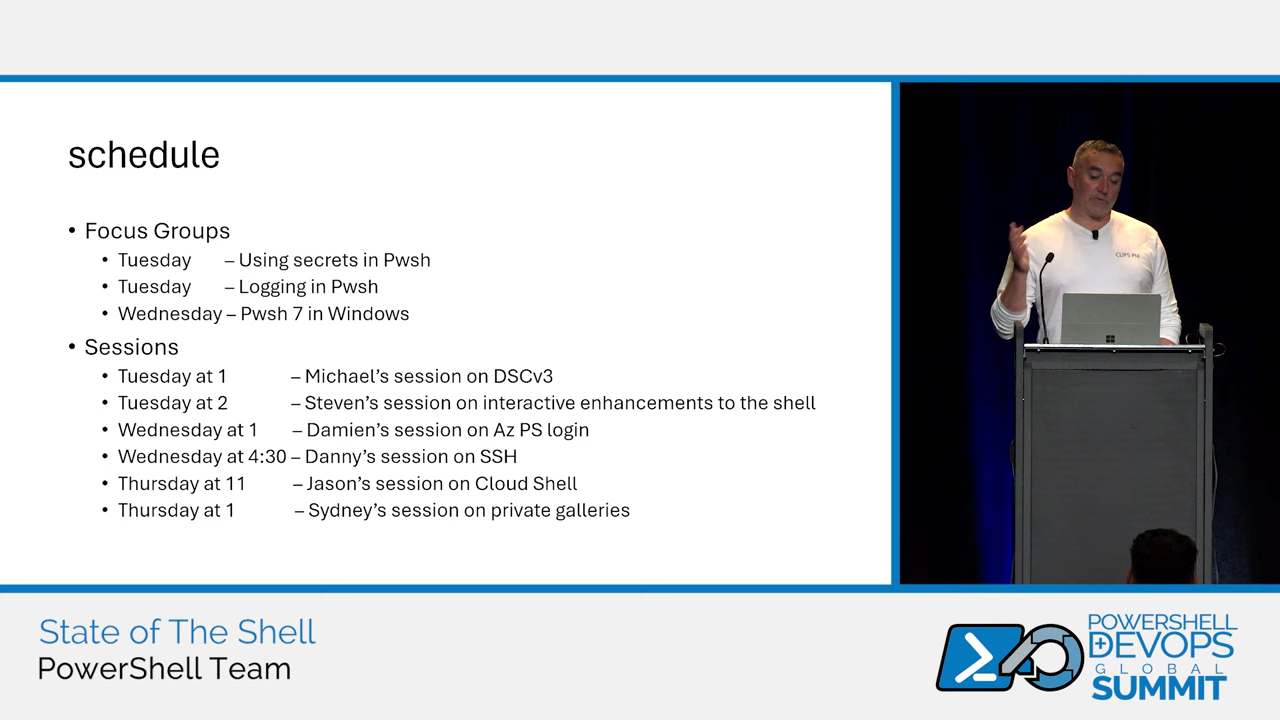 schedule
• Focus Groups
• Tuesday – Using secrets in Pwsh
• Tuesday – Logging in Pwsh
• Wednesday – Pwsh 7 in Windows
• Sessions
• Tuesday at 1 – Michael's session on DSCv3
• Tuesday at 2 – Steven's session on interactive enhancements to the shell
• Wednesday at 1 – Damien's session on Az PS login
• Wednesday at 4:30 – Danny's session on SSH
• Thursday at 11 – Jason's session on Cloud Shell
• Thursday at 1 – Sydney's session on private galleries
State of The Shell
PowerShell Team
POWERSHELL
+ DEVOPS
GLOBAL
SUMMIT